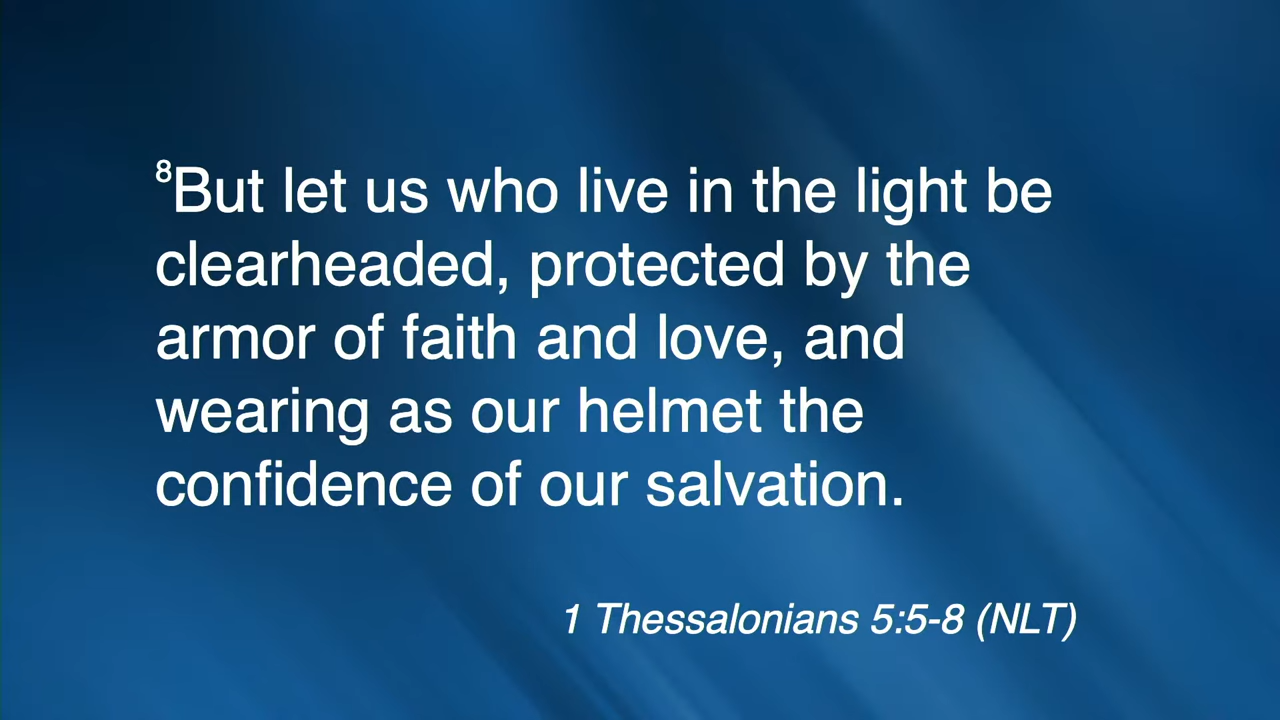 ⁸But let us who live in the light be
clearheaded, protected by the
armor of faith and love, and
wearing as our helmet the
confidence of our salvation.
1 Thessalonians 5:5-8 (NLT)